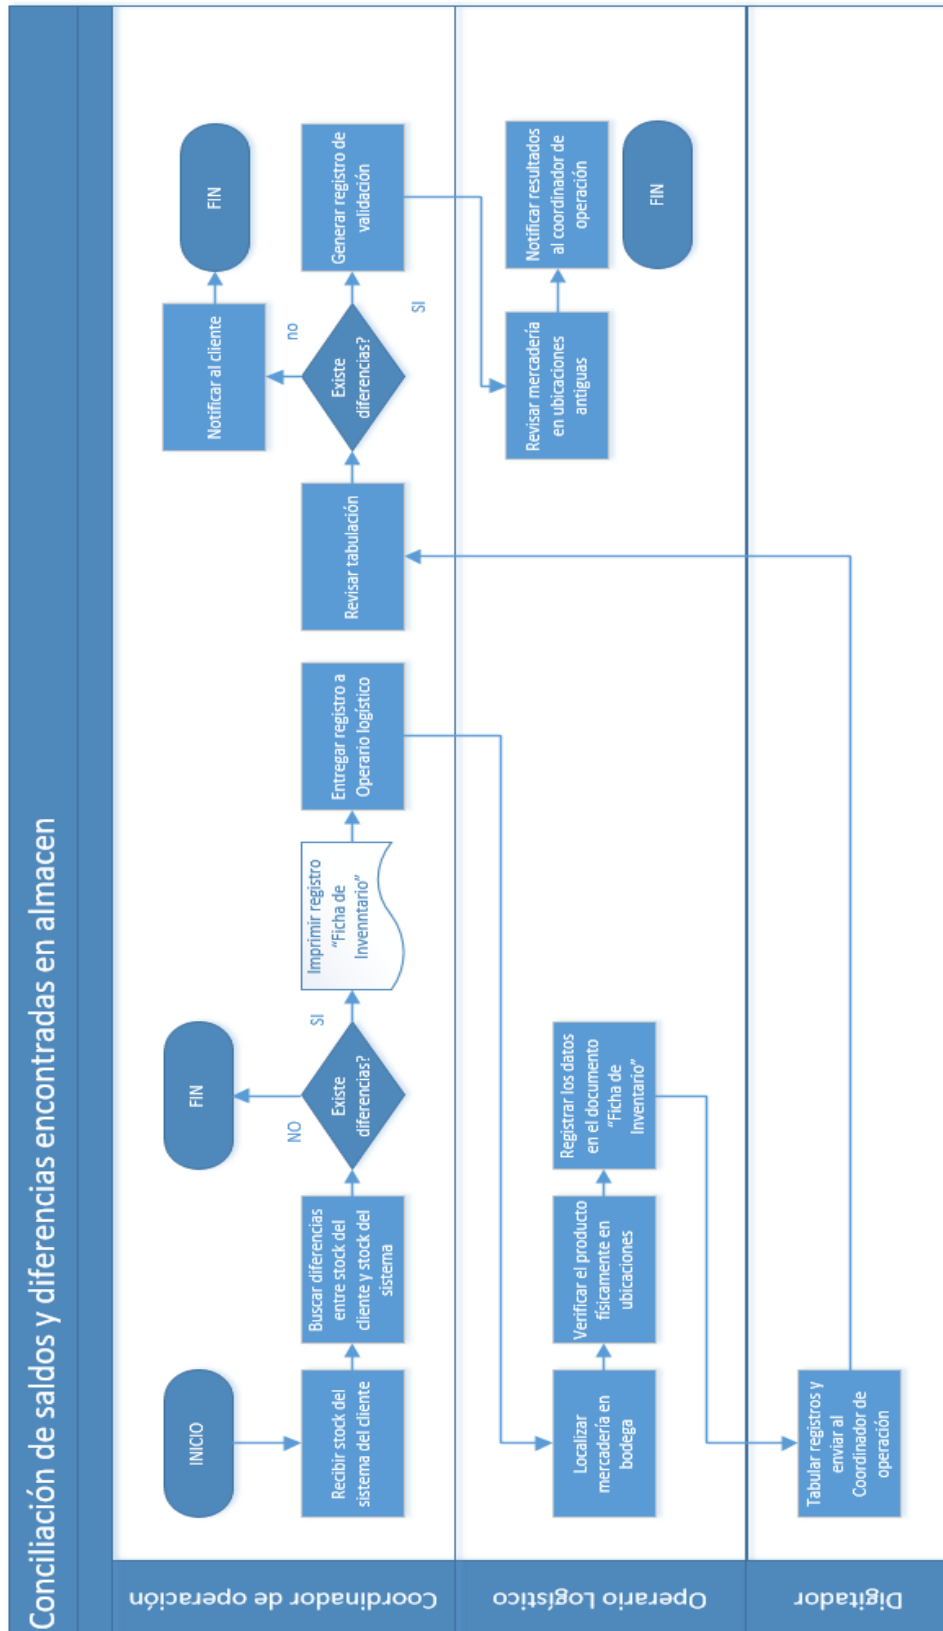 Conciliación de saldos y diferencias encontradas en almacen
Coordinador de operación
INICIO
Recibir stock del
sistema del cliente
Buscar diferencias
entre stock del
cliente y stock del
sistema
Existe
diferencias?
NO
FIN
SI
Imprimir registro
“Ficha de
Invenntario”
Entregar registro a
Operario logístico
Revisar tabulación
Existe
diferencias?
no
Notificar al cliente
FIN
SI
Generar registro de
validación
Operario Logístico
Localizar
mercadería en
bodega
Verificar el producto
físicamente en
ubicaciones
Registrar los datos
en el documento
“Ficha de
Inventario”
Revisar mercadería
en ubicaciones
antiguas
Notificar resultados
al coordinador de
operación
FIN
Digitador
Tabular registros y
enviar al
Coordinador de
operación